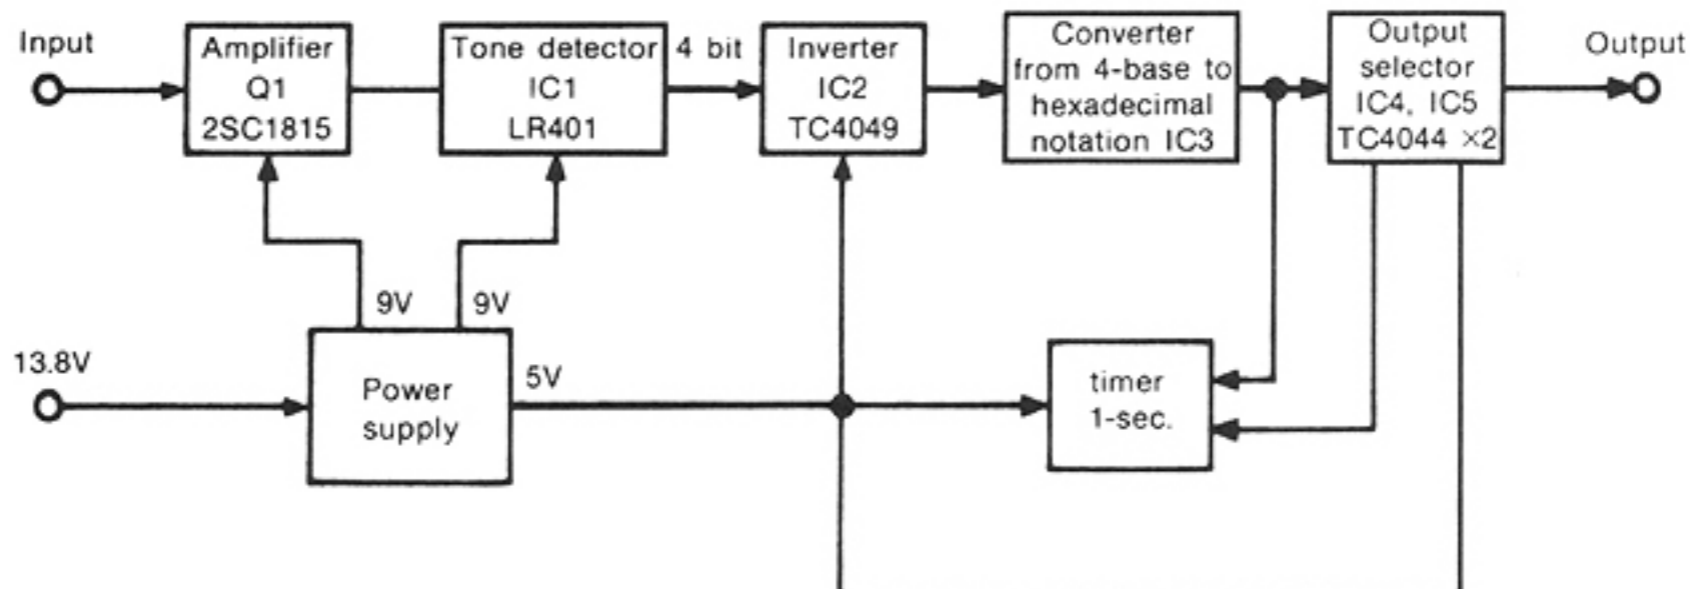 Input
Amplifier
Q1
2SC1815
Tone detector
IC1
LR401
4 bit
Inverter
IC2
TC4049
Converter
from 4-base to
hexadecimal
notation IC3
Output
selector
IC4, IC5
TC4044 ×2
Output
9V
9V
13.8V
Power
supply
5V
timer
1-sec.